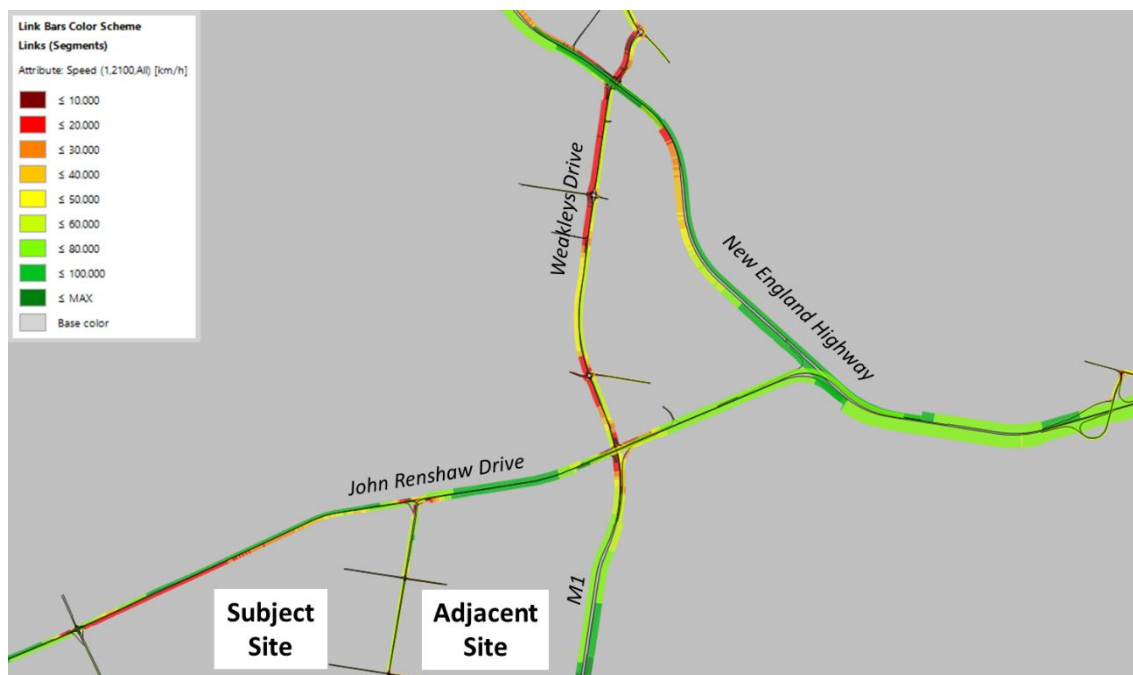 Link Bars Color Scheme
Links (Segments)
Attribute: Speed (1,2100,All) [km/h]
≤ 10.000
≤ 20.000
≤ 30.000
≤ 40.000
≤ 50.000
≤ 60.000
≤ 80.000
≤ 100.000
≤ MAX
Base color
Weakleys Drive
New England Highway
John Renshaw Drive
M1
Subject
Site
Adjacent
Site